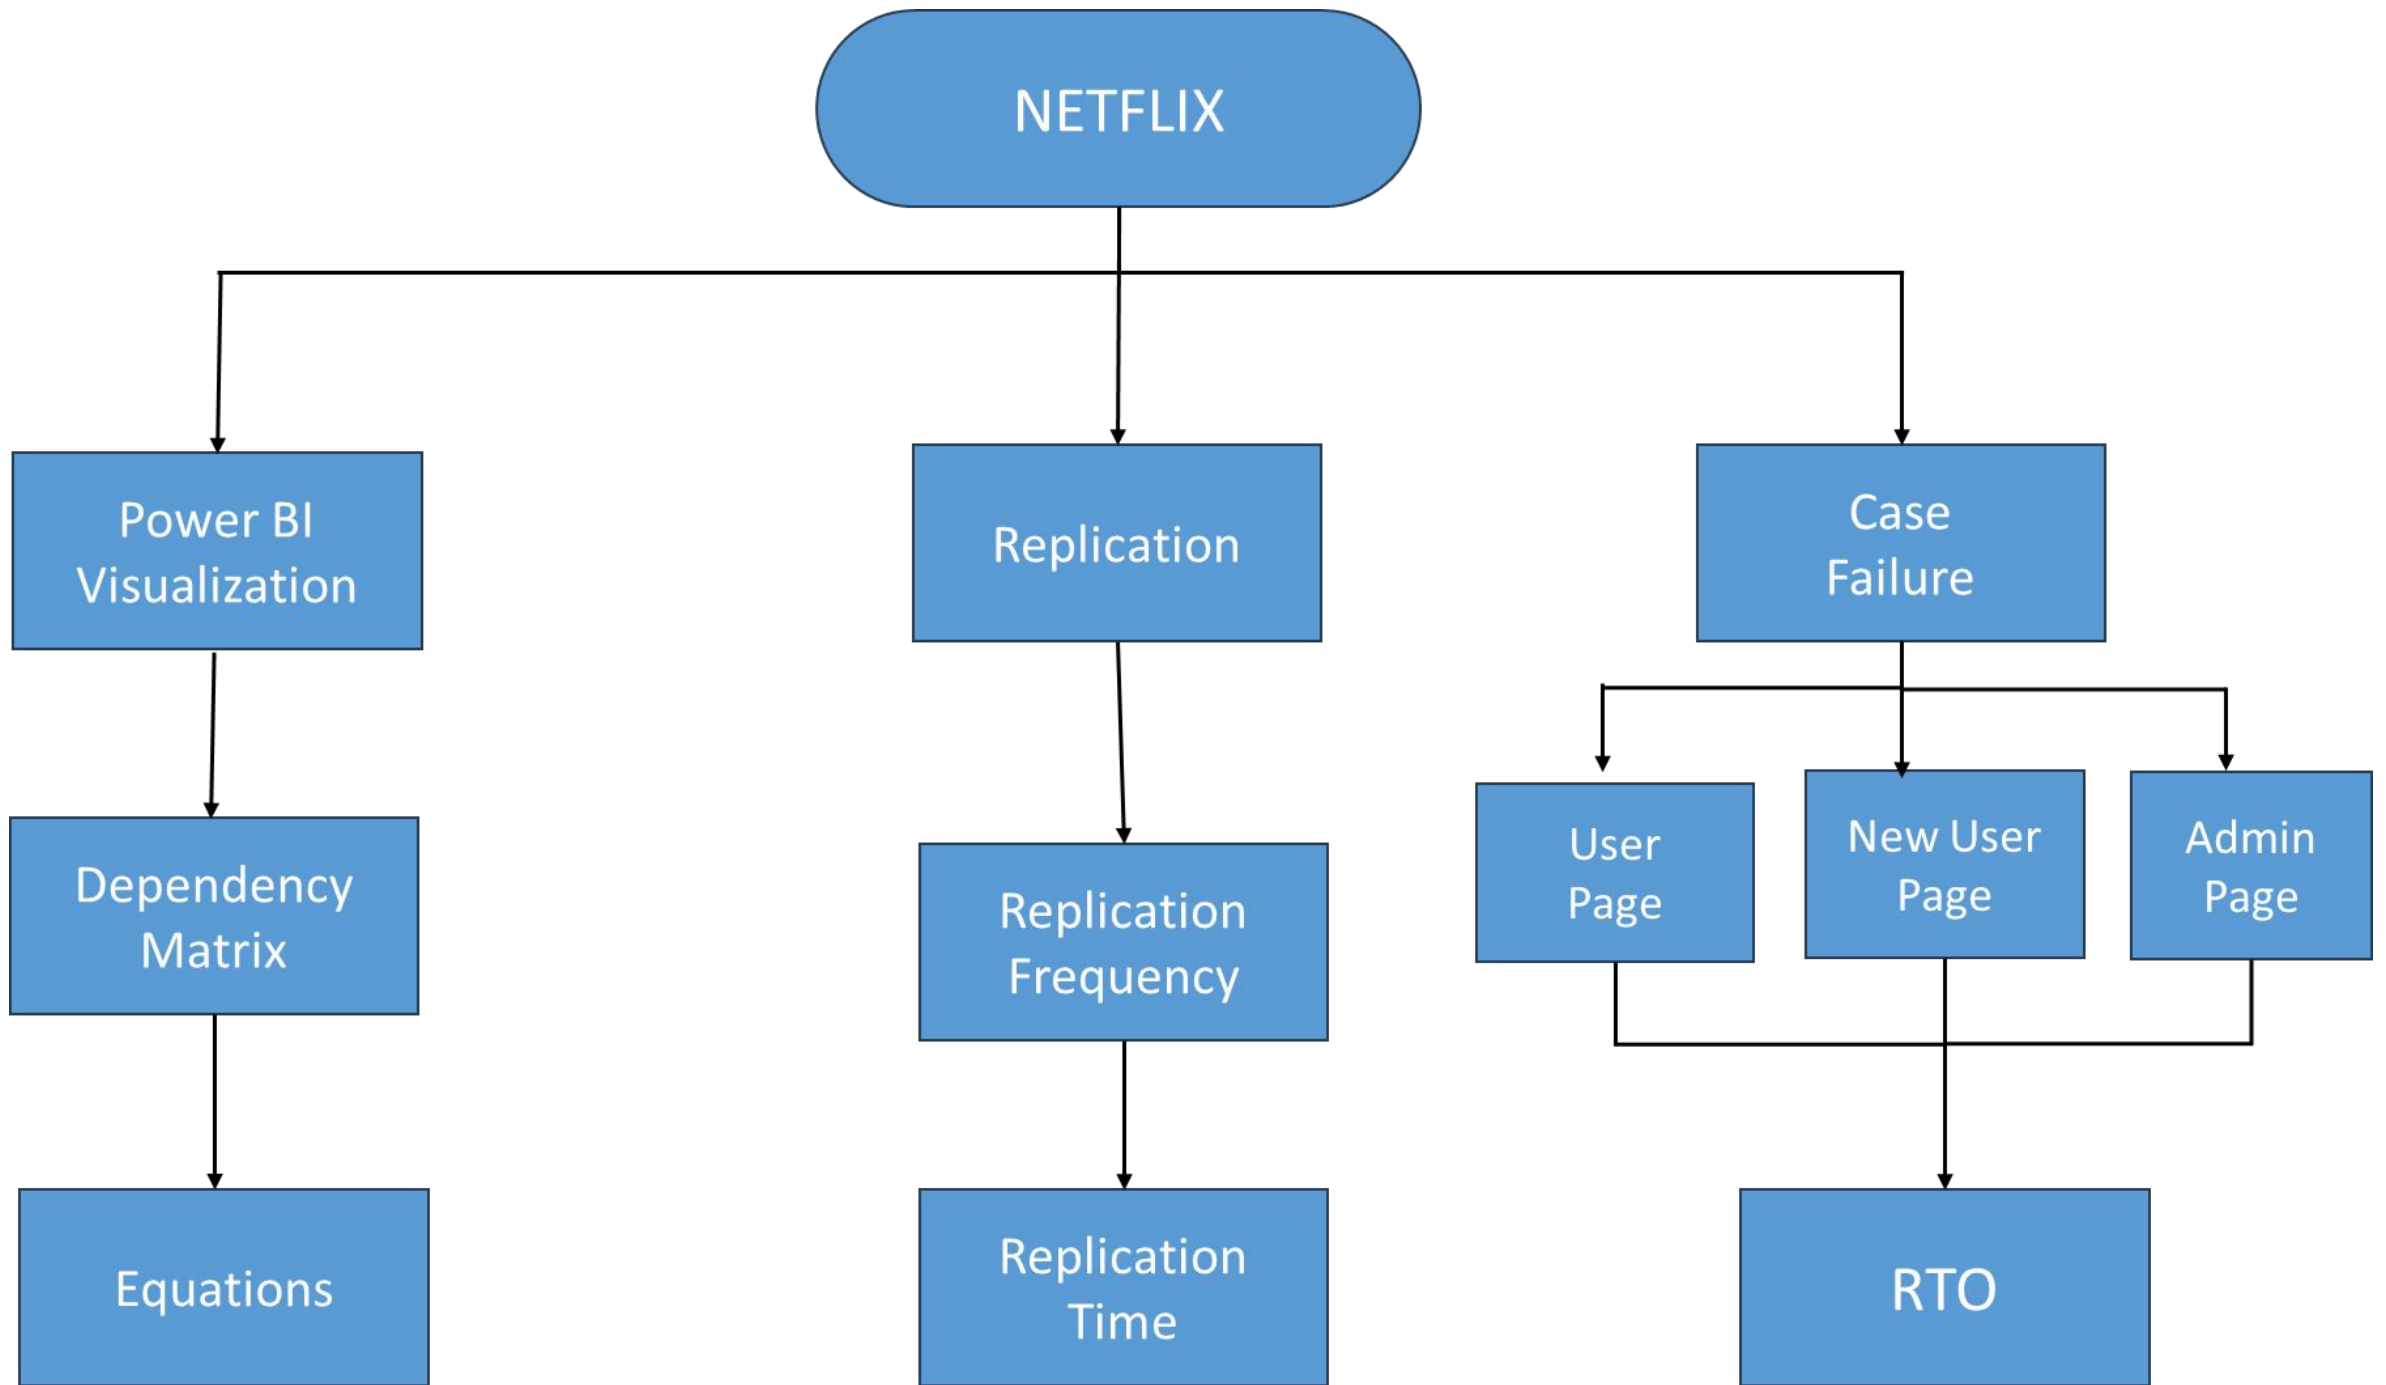 NETFLIX
Power BI
Visualization
Replication
Case
Failure
Dependency
Matrix
Replication
Frequency
User
Page
New User
Page
Admin
Page
Equations
Replication
Time
RTO